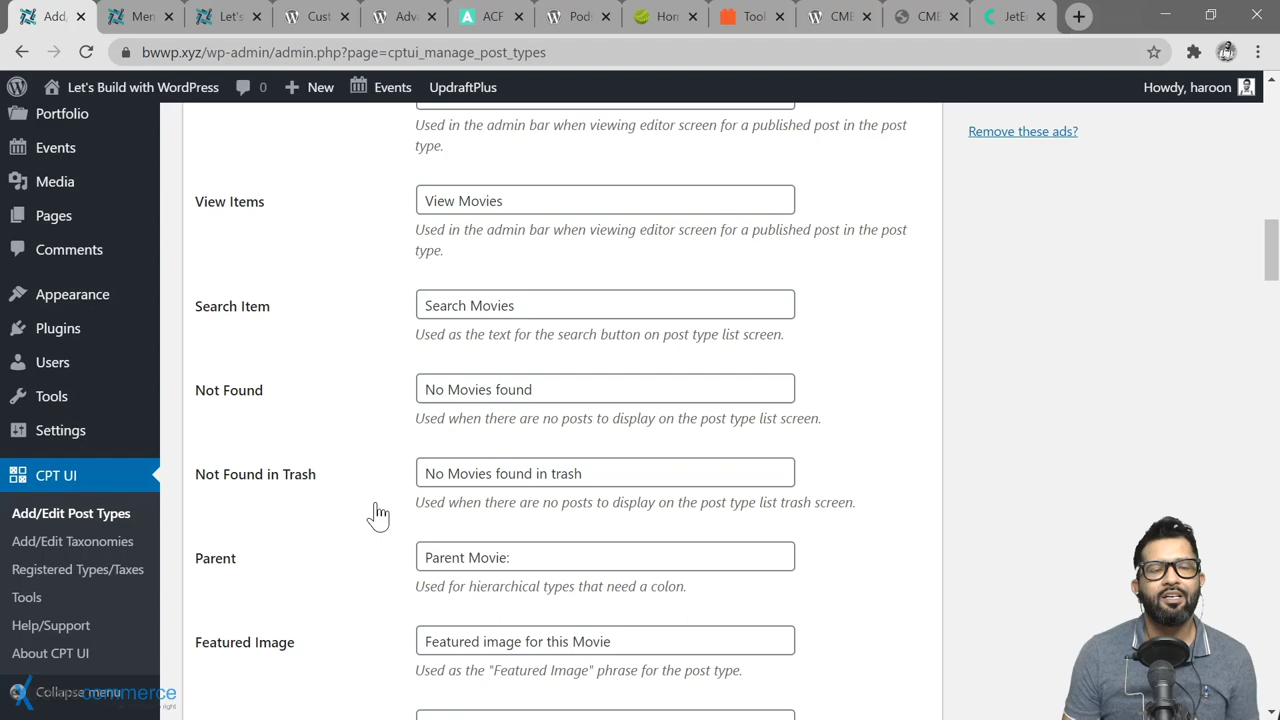 Add,
Men
Let's
Cust
Adva
ACF
Pods
Hon
Tool
CMB
CMB
JetEn
bwwp.xyz/wp-admin/admin.php?page=cptui_manage_post_types
Let's Build with WordPress
0
New
Events
UpdraftPlus
Howdy, haroon
Portfolio
Events
Media
Pages
Comments
Appearance
Plugins
Users
Tools
Settings
CPT UI
Add/Edit Post Types
Add/Edit Taxonomies
Registered Types/Taxes
Tools
Help/Support
About CPT UI
Collapse menu
commerce
Used in the admin bar when viewing editor screen for a published post in the post
type.
View Items
View Movies
Used in the admin bar when viewing editor screen for a published post in the post
type.
Search Item
Search Movies
Used as the text for the search button on post type list screen.
Not Found
No Movies found
Used when there are no posts to display on the post type list screen.
Not Found in Trash
No Movies found in trash
Used when there are no posts to display on the post type list trash screen.
Parent
Parent Movie:
Used for hierarchical types that need a colon.
Featured Image
Featured image for this Movie
Used as the "Featured Image" phrase for the post type.
Remove these ads?